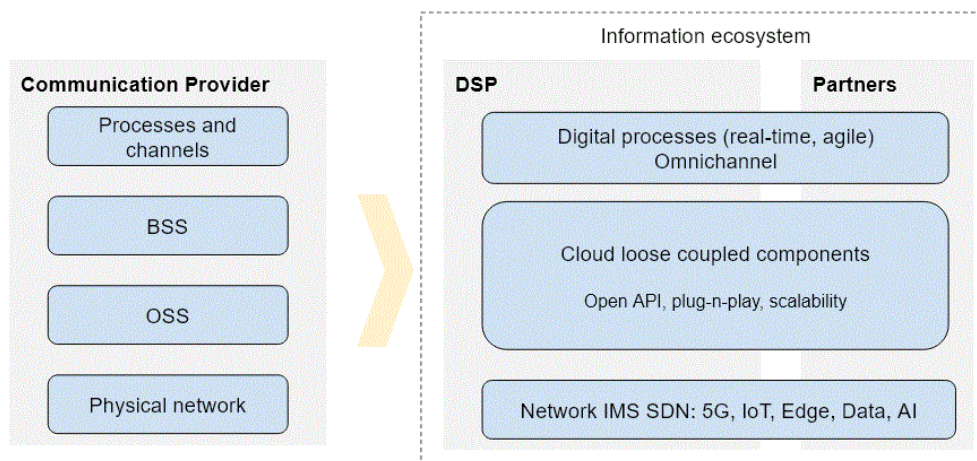 Information ecosystem
Communication Provider
Processes and
channels
BSS
OSS
Physical network
DSP
Partners
Digital processes (real-time, agile)
Omnichannel
Cloud loose coupled components
Open API, plug-n-play, scalability
Network IMS SDN: 5G, IoT, Edge, Data, AI